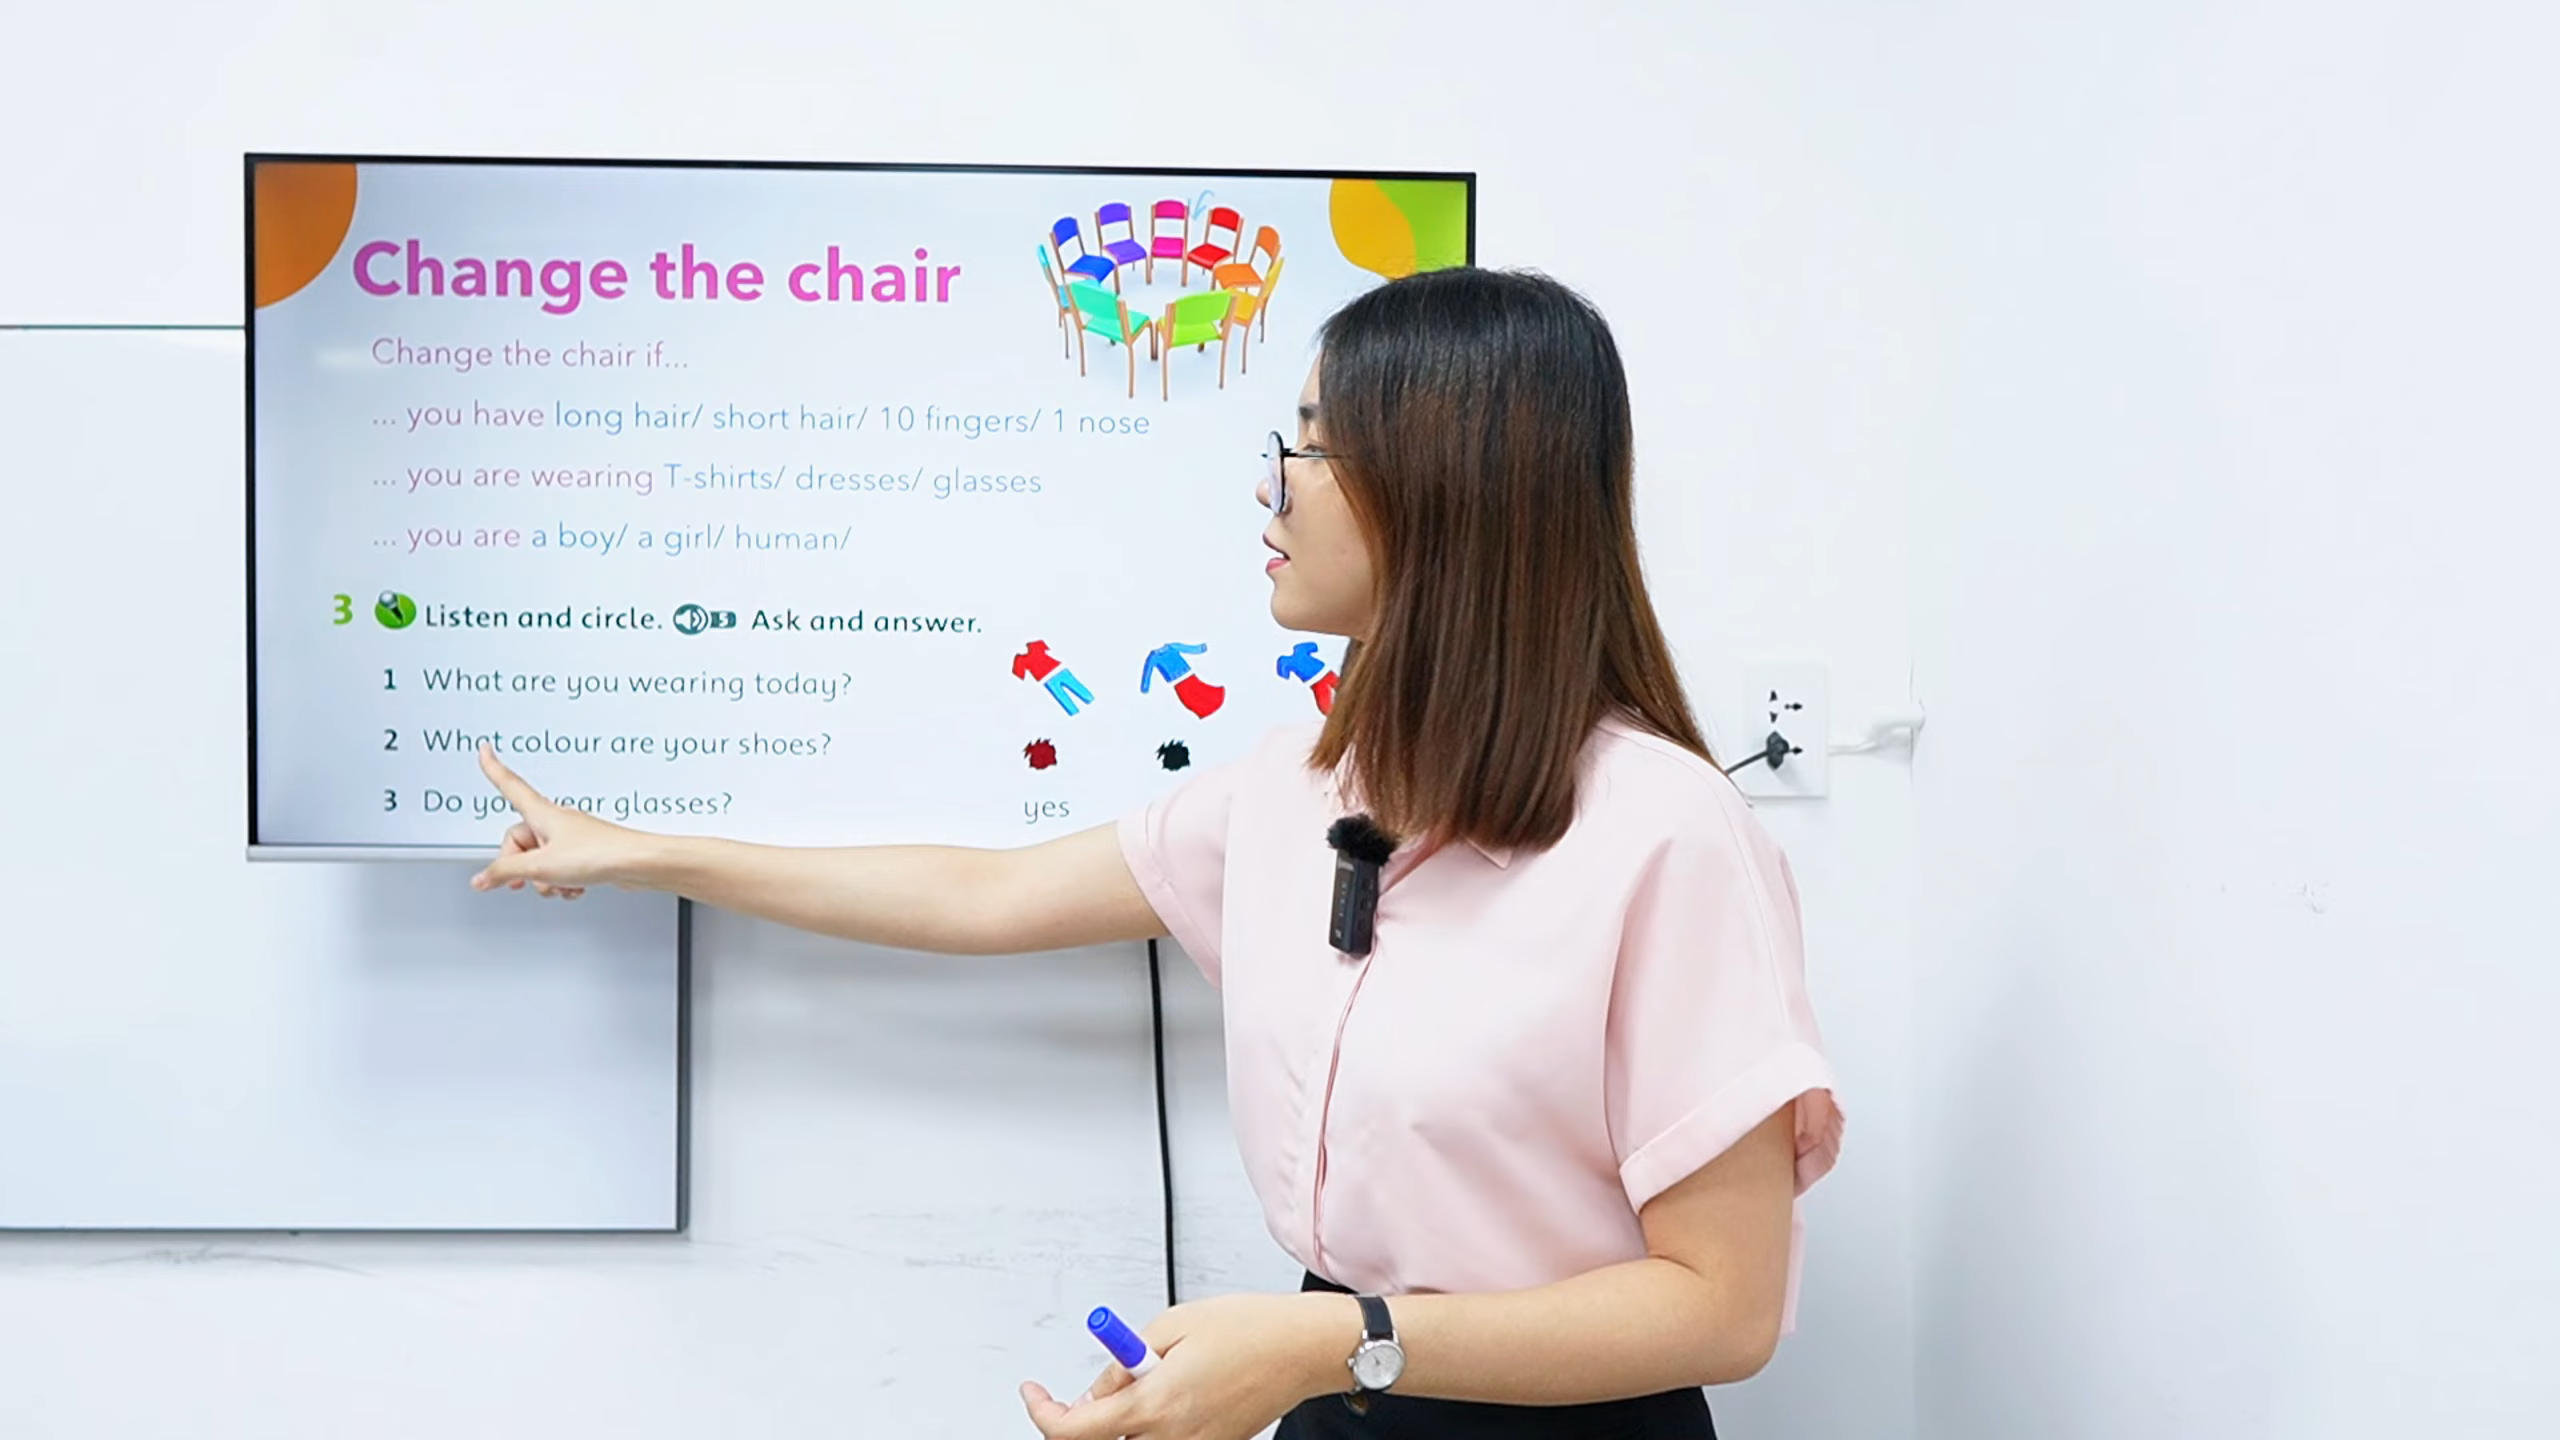 Change the chair
Change the chair if...
... you have long hair/ short hair/ 10 fingers/ 1 nose
... you are wearing T-shirts/ dresses/ glasses
... you are a boy/ a girl/ human/
3 Listen and circle. 5 Ask and answer.
1 What are you wearing today?
2 What colour are your shoes?
3 Do you wear glasses? yes